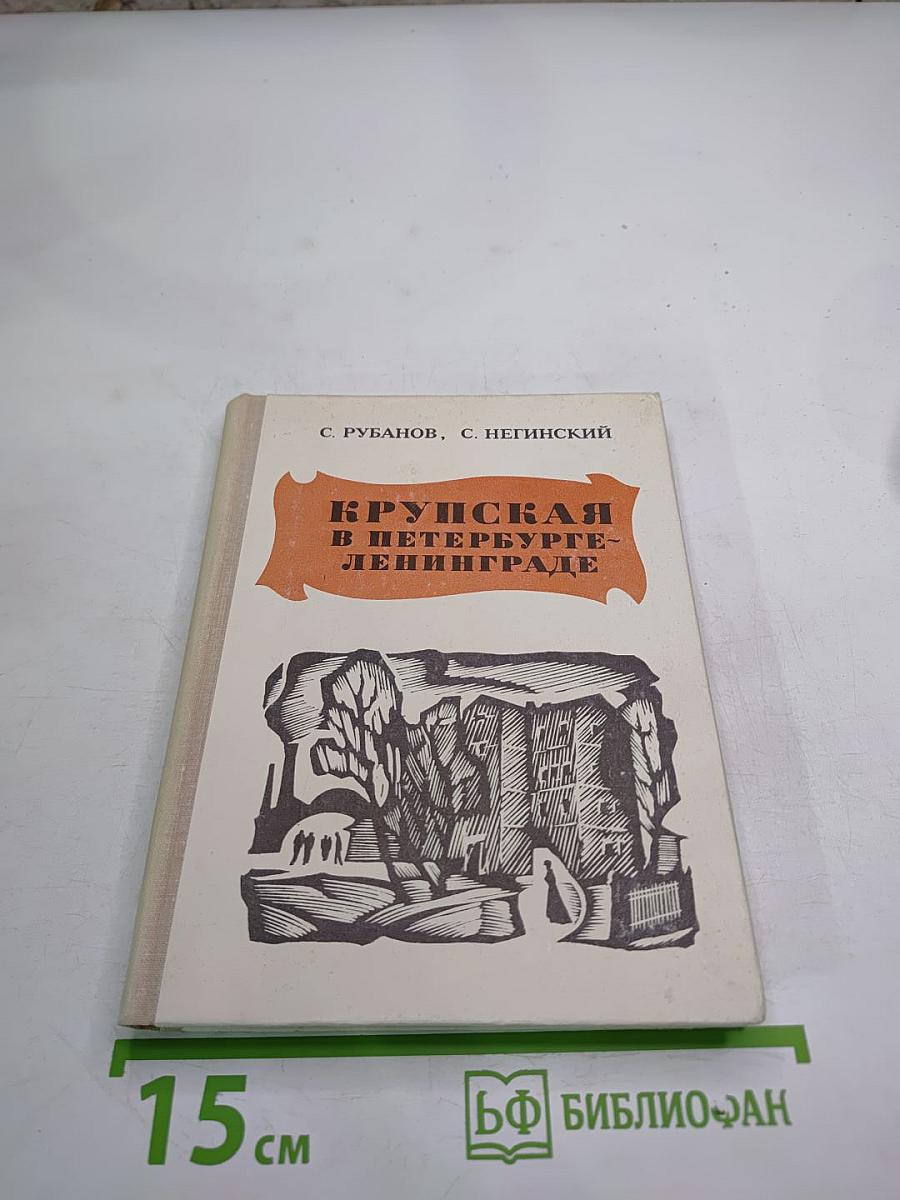 С. РУБАНОВ, С. НЕГИНСКИЙ
КРУПСКАЯ
В ПЕТЕРБУРГЕ-
ЛЕНИНГРАДЕ
15 см
БФ БИБЛИОФАН